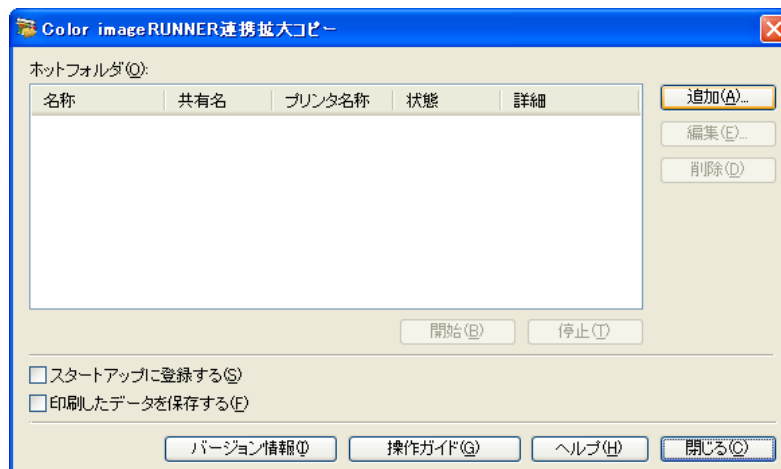 Color imageRUNNER連携拡大コピー
ホットフォルダ(O):
名称 共有名 プリンタ名称 状態 詳細
追加(A)...
編集(E)...
削除(D)
開始(B) 停止(T)
スタートアップに登録する(S)
印刷したデータを保存する(F)
バージョン情報(I) 操作ガイド(G) ヘルプ(H) 閉じる(C)